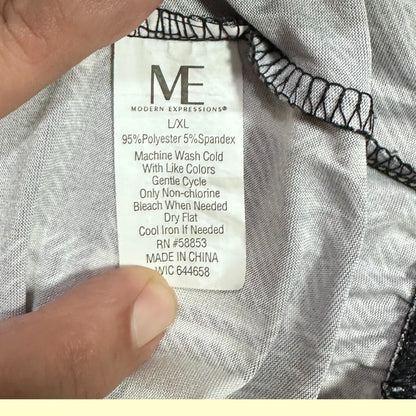 ME
MODERN EXPRESSIONS®
L/XL
95%Polyester 5%Spandex
Machine Wash Cold
With Like Colors
Gentle Cycle
Only Non-chlorine
Bleach When Needed
Dry Flat
Cool Iron If Needed
RN #58853
MADE IN CHINA
WIC 644658